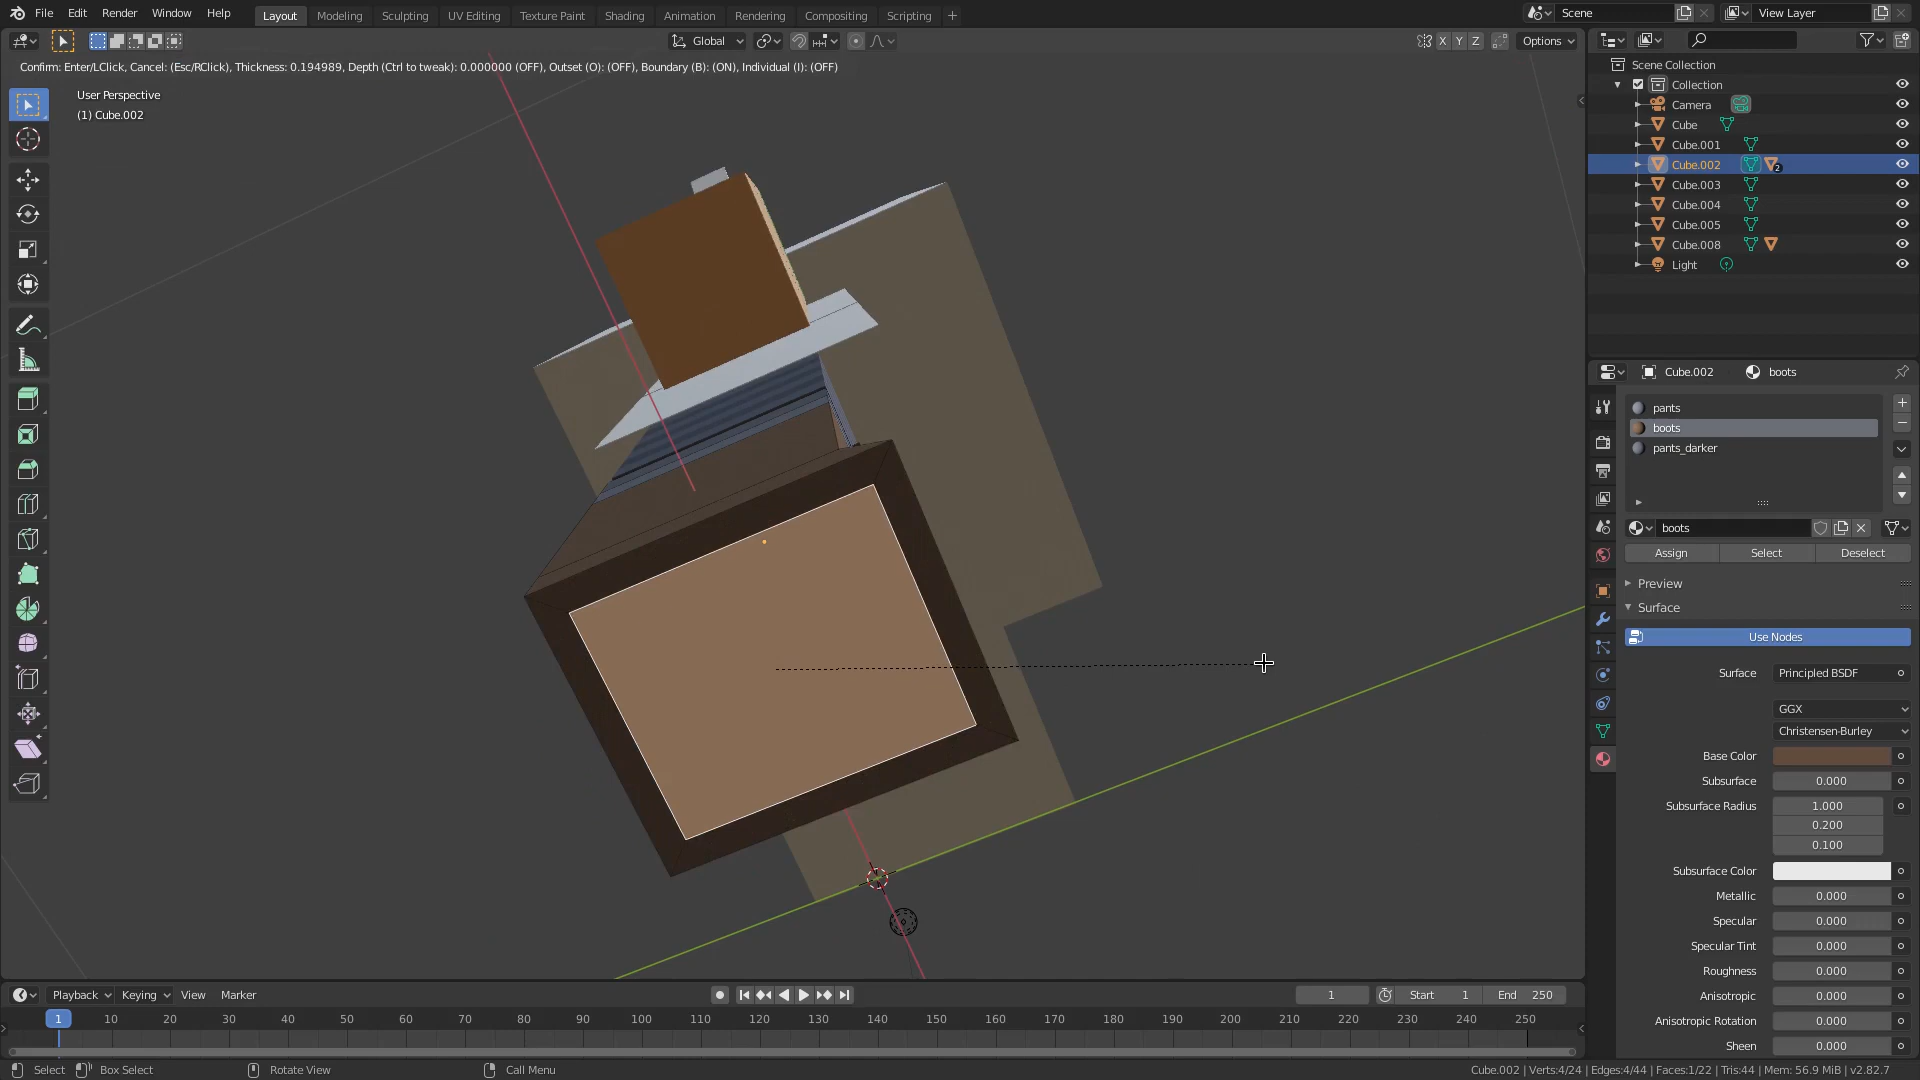 File Edit Render Window Help Layout Modeling Sculpting UV Editing Texture Paint Shading Animation Rendering Compositing Scripting + Scene View Layer
Global X Y Z Options
Confirm: Enter/LClick, Cancel: (Esc/RClick), Thickness: 0.194989, Depth (Ctrl to tweak): 0.000000 (OFF), Outset (O): (OFF), Boundary (B): (ON), Individual (I): (OFF)
User Perspective
(1) Cube.002
Scene Collection
Collection
Camera
Cube
Cube.001
Cube.002 2
Cube.003
Cube.004
Cube.005
Cube.008
Light
Cube.002 boots
pants
boots
pants_darker
boots
Assign Select Deselect
Preview
Surface
Use Nodes
Surface Principled BSDF
GGX
Christensen-Burley
Base Color
Subsurface 0.000
Subsurface Radius 1.000
0.200
0.100
Subsurface Color
Metallic 0.000
Specular 0.000
Specular Tint 0.000
Roughness 0.000
Anisotropic 0.000
Anisotropic Rotation 0.000
Sheen 0.000
Playback Keying View Marker 1 Start 1 End 250
1 10 20 30 40 50 60 70 80 90 100 110 120 130 140 150 160 170 180 190 200 210 220 230 240 250
Select Box Select Rotate View Call Menu Cube.002 | Verts:4/24 | Edges:4/44 | Faces:1/22 | Tris:44 | Mem: 56.9 MiB | v2.82.7